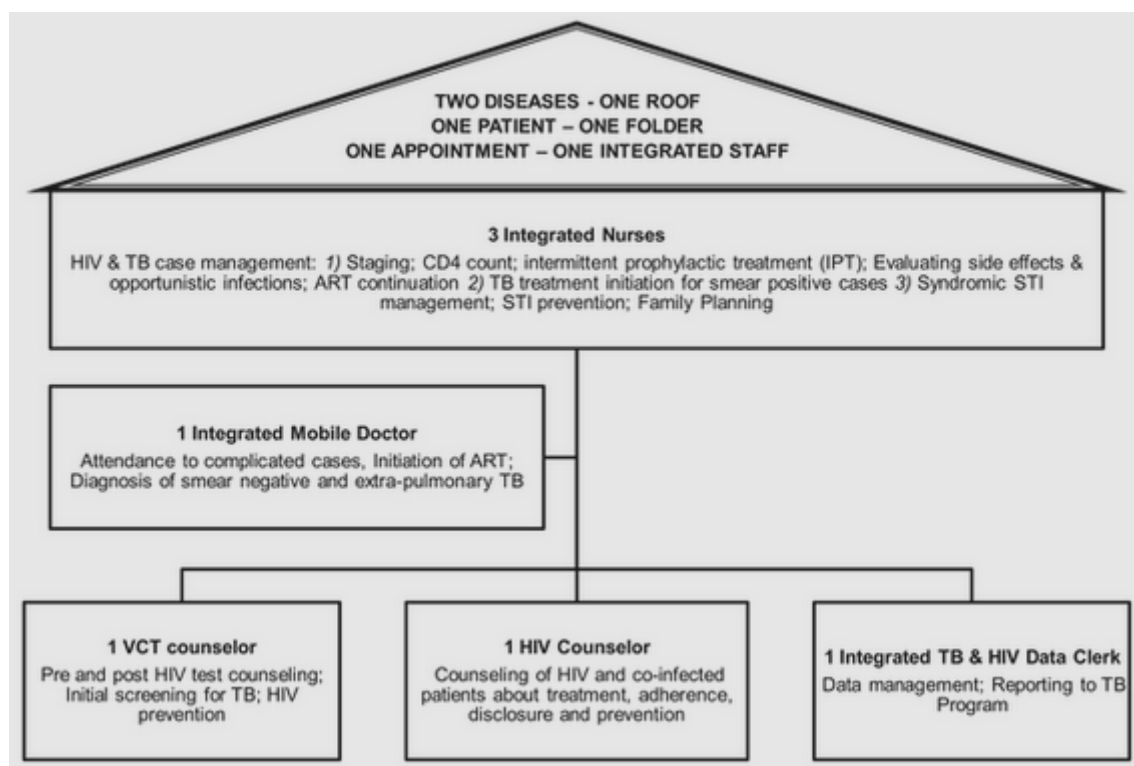 TWO DISEASES - ONE ROOF
ONE PATIENT – ONE FOLDER
ONE APPOINTMENT – ONE INTEGRATED STAFF
3 Integrated Nurses
HIV & TB case management: 1) Staging; CD4 count; intermittent prophylactic treatment (IPT); Evaluating side effects &
opportunistic infections; ART continuation 2) TB treatment initiation for smear positive cases 3) Syndromic STI
management; STI prevention; Family Planning
1 Integrated Mobile Doctor
Attendance to complicated cases, Initiation of ART;
Diagnosis of smear negative and extra-pulmonary TB
1 VCT counselor
Pre and post HIV test counseling;
Initial screening for TB; HIV
prevention
1 HIV Counselor
Counseling of HIV and co-infected
patients about treatment, adherence,
disclosure and prevention
1 Integrated TB & HIV Data Clerk
Data management; Reporting to TB
Program